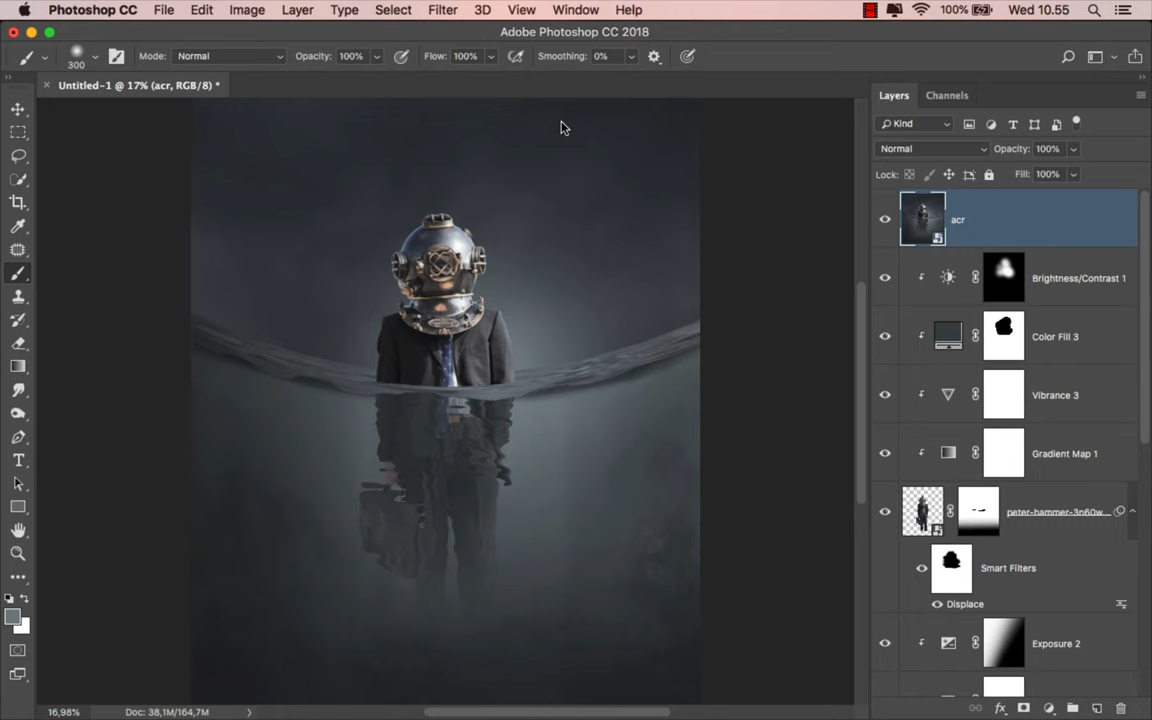 Photoshop CC File Edit Image Layer Type Select Filter 3D View Window Help 100% Wed 10.55
Adobe Photoshop CC 2018
300 Mode: Normal Opacity: 100% Flow: 100% Smoothing: 0%
Untitled-1 @ 17% (acr, RGB/8) *
Layers Channels
Kind
Normal Opacity: 100%
Lock: Fill: 100%
acr
Brightness/Contrast 1
Color Fill 3
Vibrance 3
Gradient Map 1
peter-hammer-3n60w...
Smart Filters
Displace
Exposure 2
16,98% Doc: 38,1M/164,7M